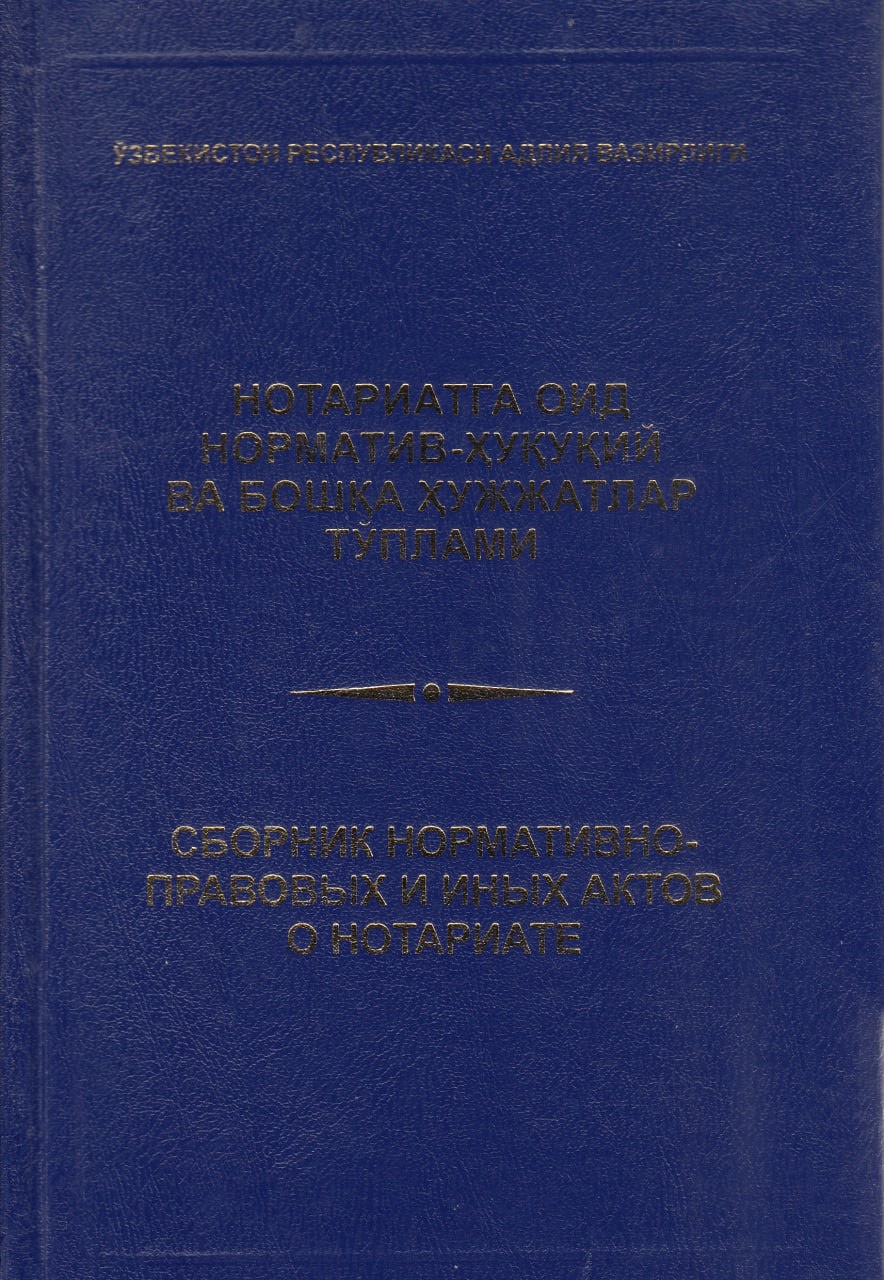 ЎЗБЕКИСТОН РЕСПУБЛИКАСИ АДЛИЯ ВАЗИРЛИГИ
НОТАРИАТГА ОИД
НОРМАТИВ-ҲУҚУҚИЙ
ВА БОШҚА ҲУЖЖАТЛАР
ТЎПЛАМИ
СБОРНИК НОРМАТИВНО-
ПРАВОВЫХ И ИНЫХ АКТОВ
О НОТАРИАТЕ